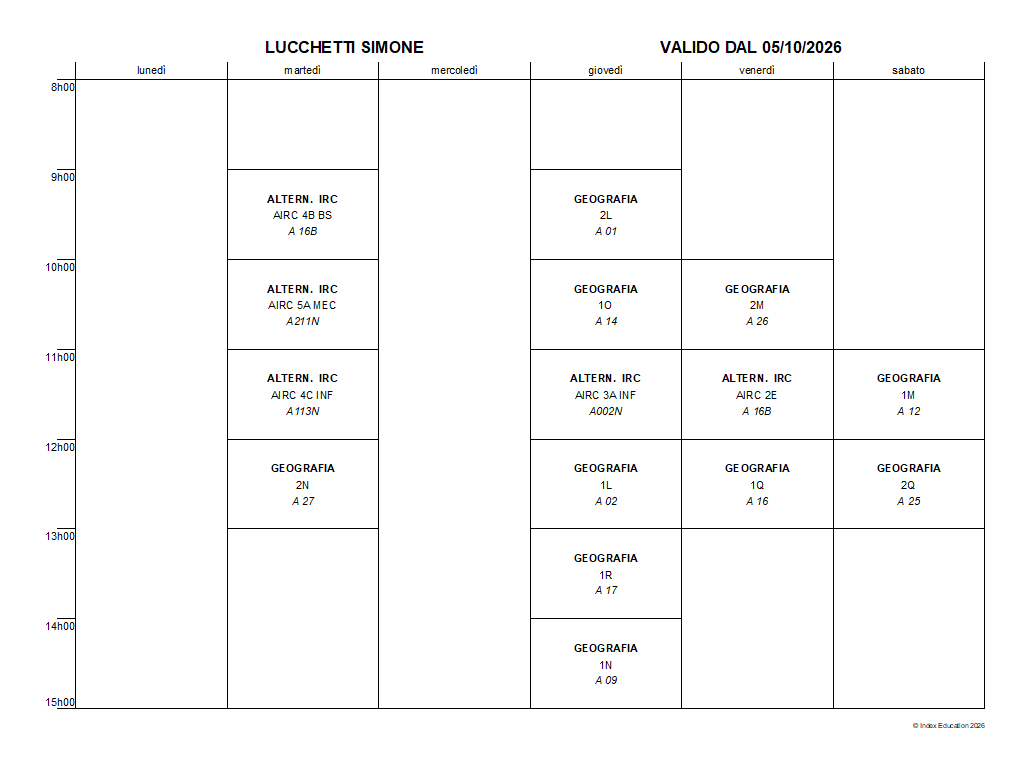 LUCCHETTI SIMONE VALIDO DAL 05/10/2026
lunedì martedì mercoledì giovedì venerdì sabato
8h00
9h00
ALTERN. IRC GEOGRAFIA
AIRC 4B BS 2L
A 16B A 01
10h00
ALTERN. IRC GEOGRAFIA GEOGRAFIA
AIRC 5A MEC 1O 2M
A211N A 14 A 26
11h00
ALTERN. IRC ALTERN. IRC ALTERN. IRC GEOGRAFIA
AIRC 4C INF AIRC 3A INF AIRC 2E 1M
A113N A002N A 16B A 12
12h00
GEOGRAFIA GEOGRAFIA GEOGRAFIA GEOGRAFIA
2N 1L 1Q 2Q
A 27 A 02 A 16 A 25
13h00
GEOGRAFIA
1R
A 17
14h00
GEOGRAFIA
1N
A 09
15h00
© Index Education 2026